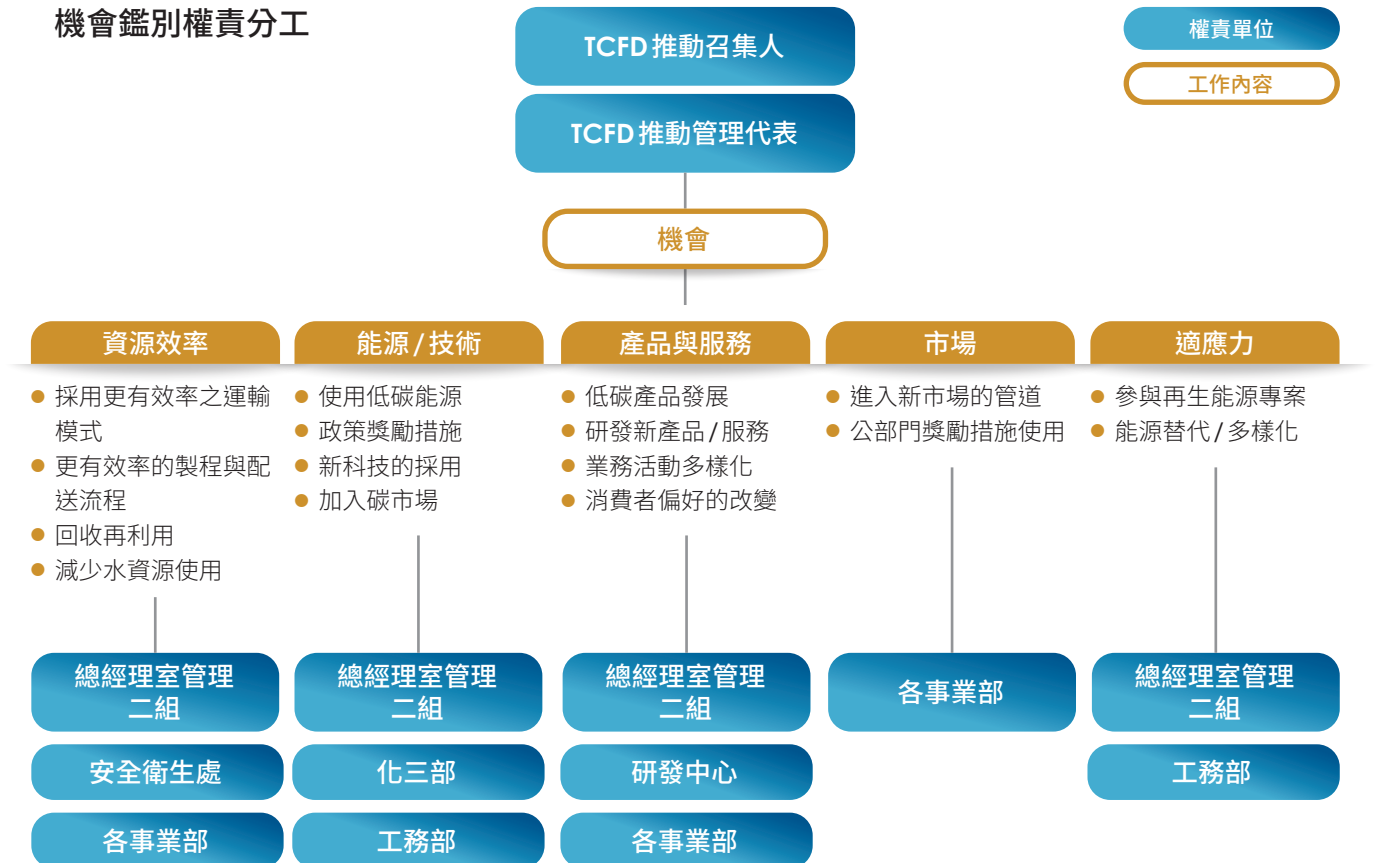 機會鑑別權責分工
TCFD 推動召集人
TCFD 推動管理代表
權責單位
工作內容
機會
資源效率
採用更有效率之運輸
模式
更有效率的製程與配
送流程
回收再利用
減少水資源使用
總經理室管理
二組
安全衛生處
各事業部
能源/技術
使用低碳能源
政策獎勵措施
新科技的採用
加入碳市場
總經理室管理
二組
化三部
工務部
產品與服務
低碳產品發展
研發新產品/服務
業務活動多樣化
消費者偏好的改變
總經理室管理
二組
研發中心
各事業部
市場
進入新市場的管道
公部門獎勵措施使用
各事業部
適應力
參與再生能源專案
能源替代/多樣化
總經理室管理
二組
工務部